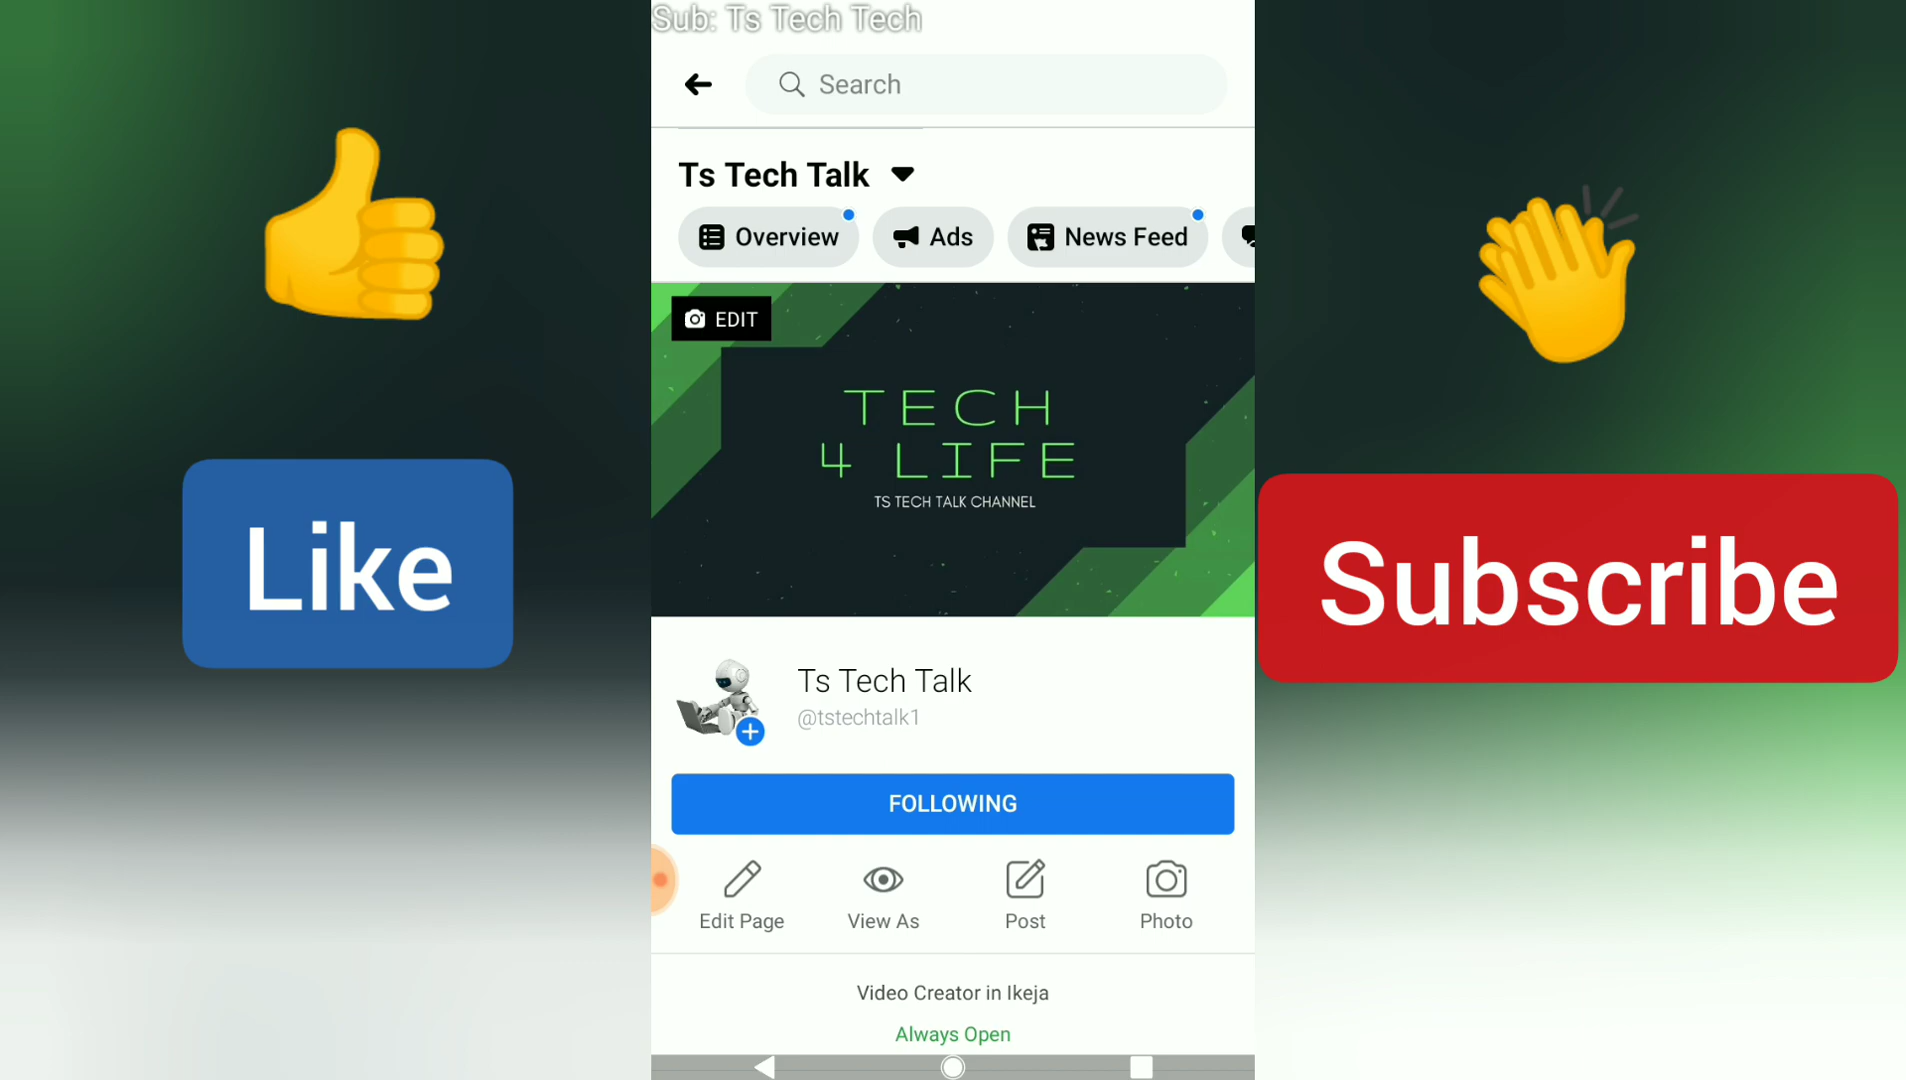 Sub: Ts Tech Tech
Search
Ts Tech Talk
Overview
Ads
News Feed
EDIT
TECH
4 LIFE
TS TECH TALK CHANNEL
Like
Subscribe
Ts Tech Talk
@tstechtalk1
FOLLOWING
Edit Page
View As
Post
Photo
Video Creator in Ikeja
Always Open